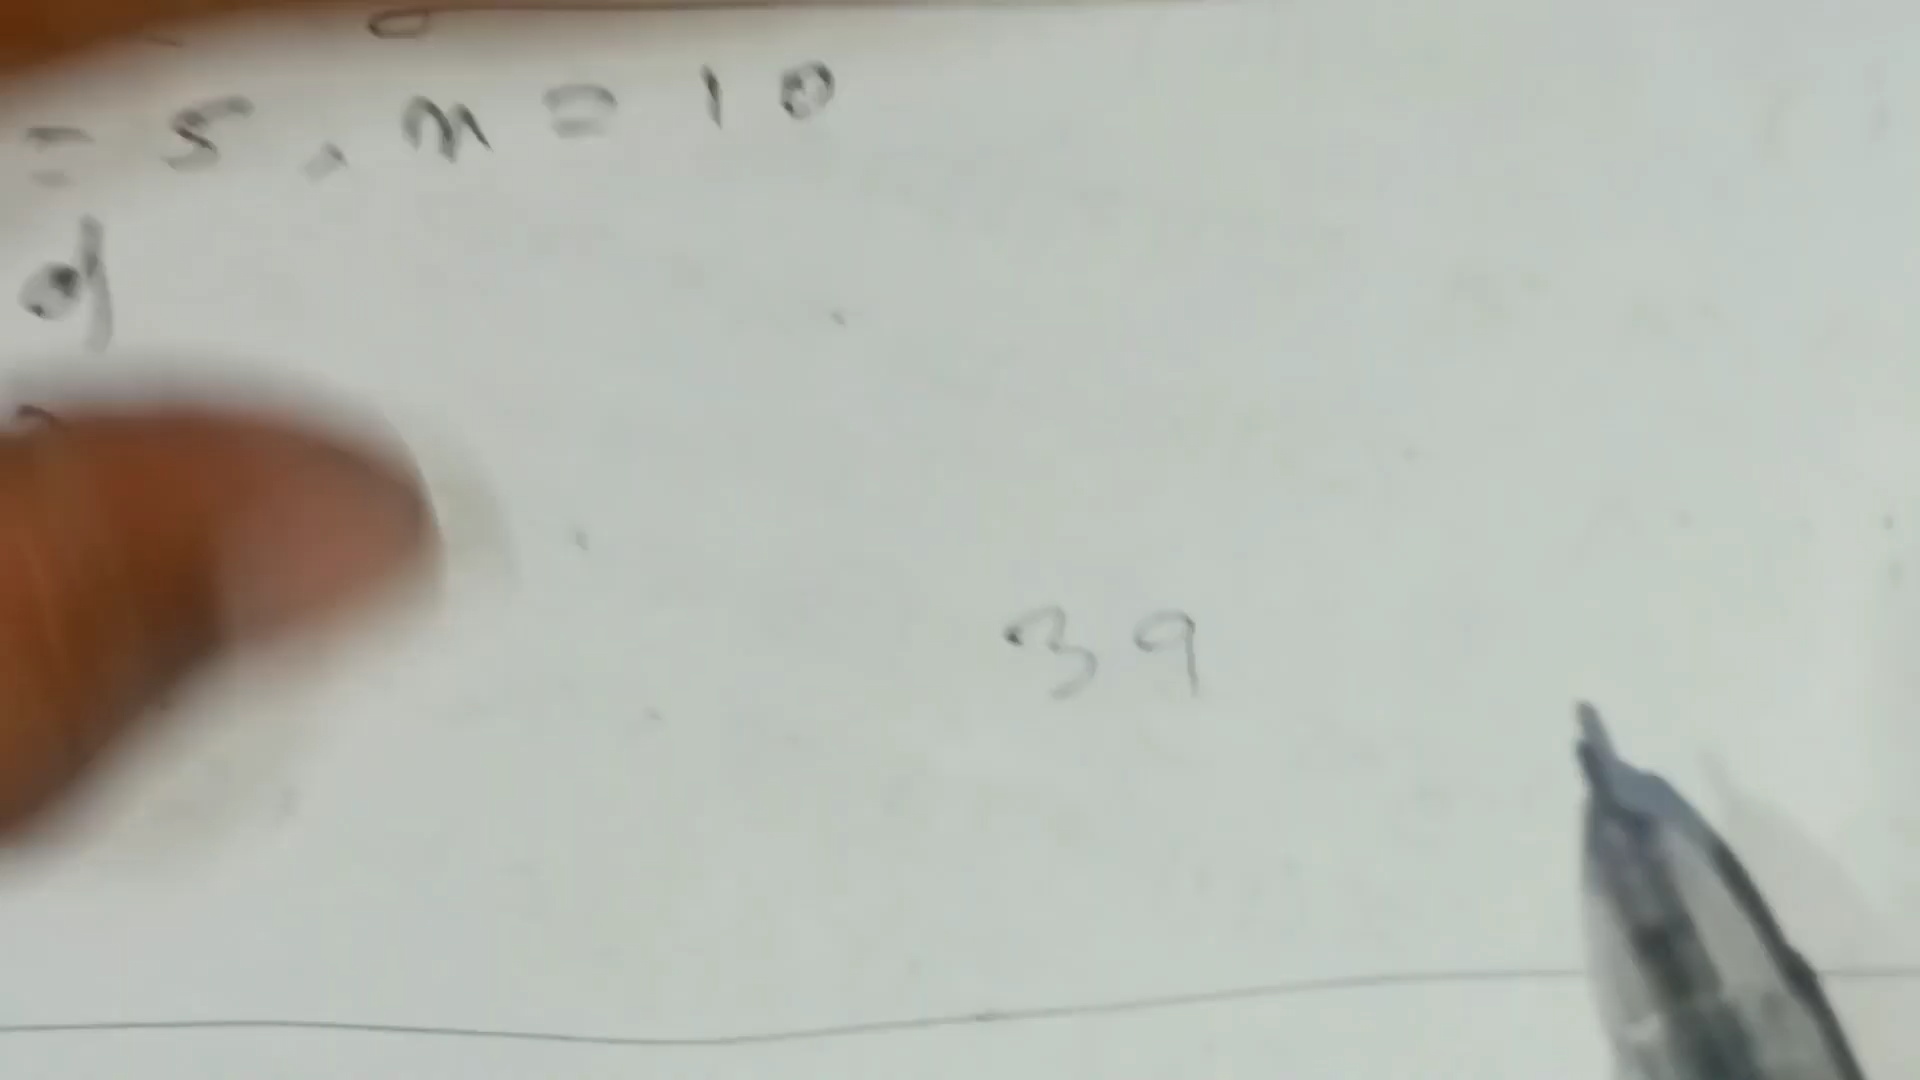 = 5, n = 10
d
39